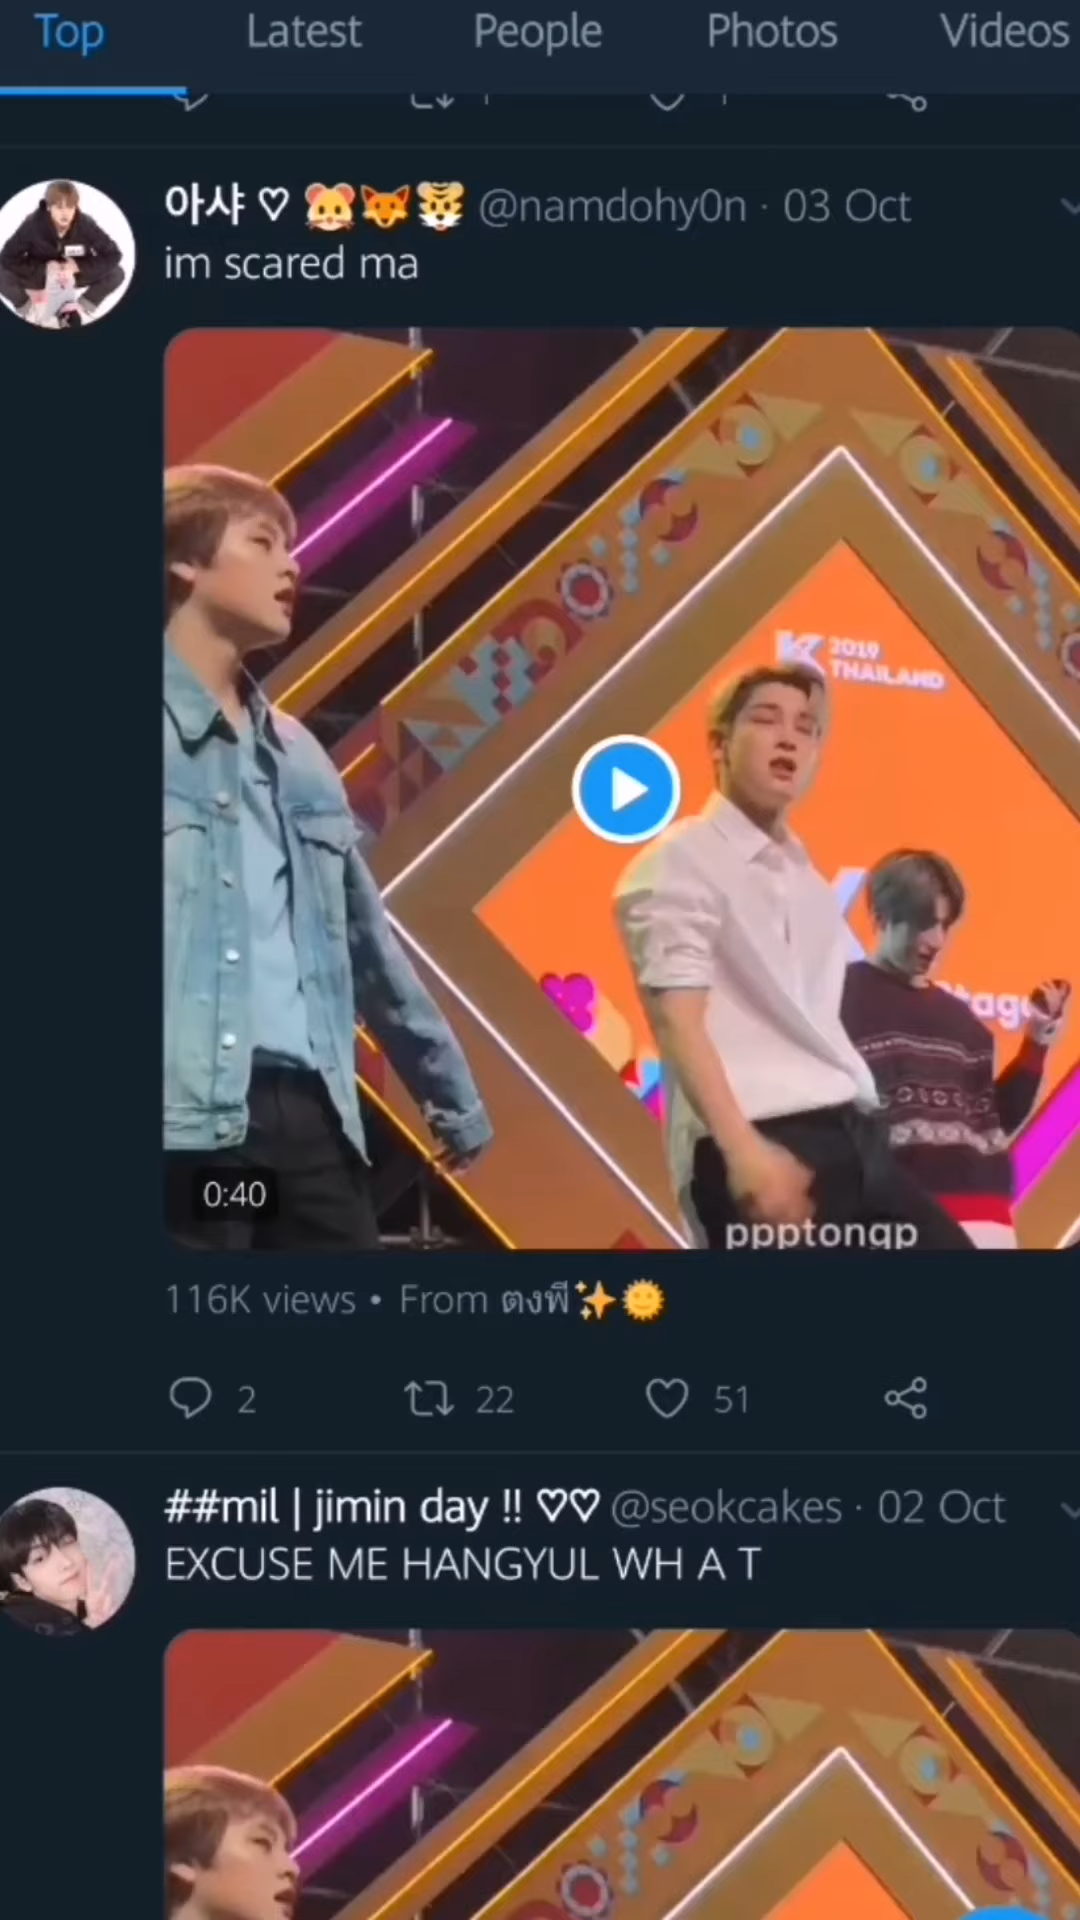 Top Latest People Photos Videos
아샤 ♡ 🐹🦊🐯 @namdohy0n · 03 Oct
im scared ma
K 2019
THAILAND
0:40
ppptongp
116K views • From ตงพี✨🌞
2 22 51
##mil | jimin day !! ♡♡ @seokcakes · 02 Oct
EXCUSE ME HANGYUL WH A T